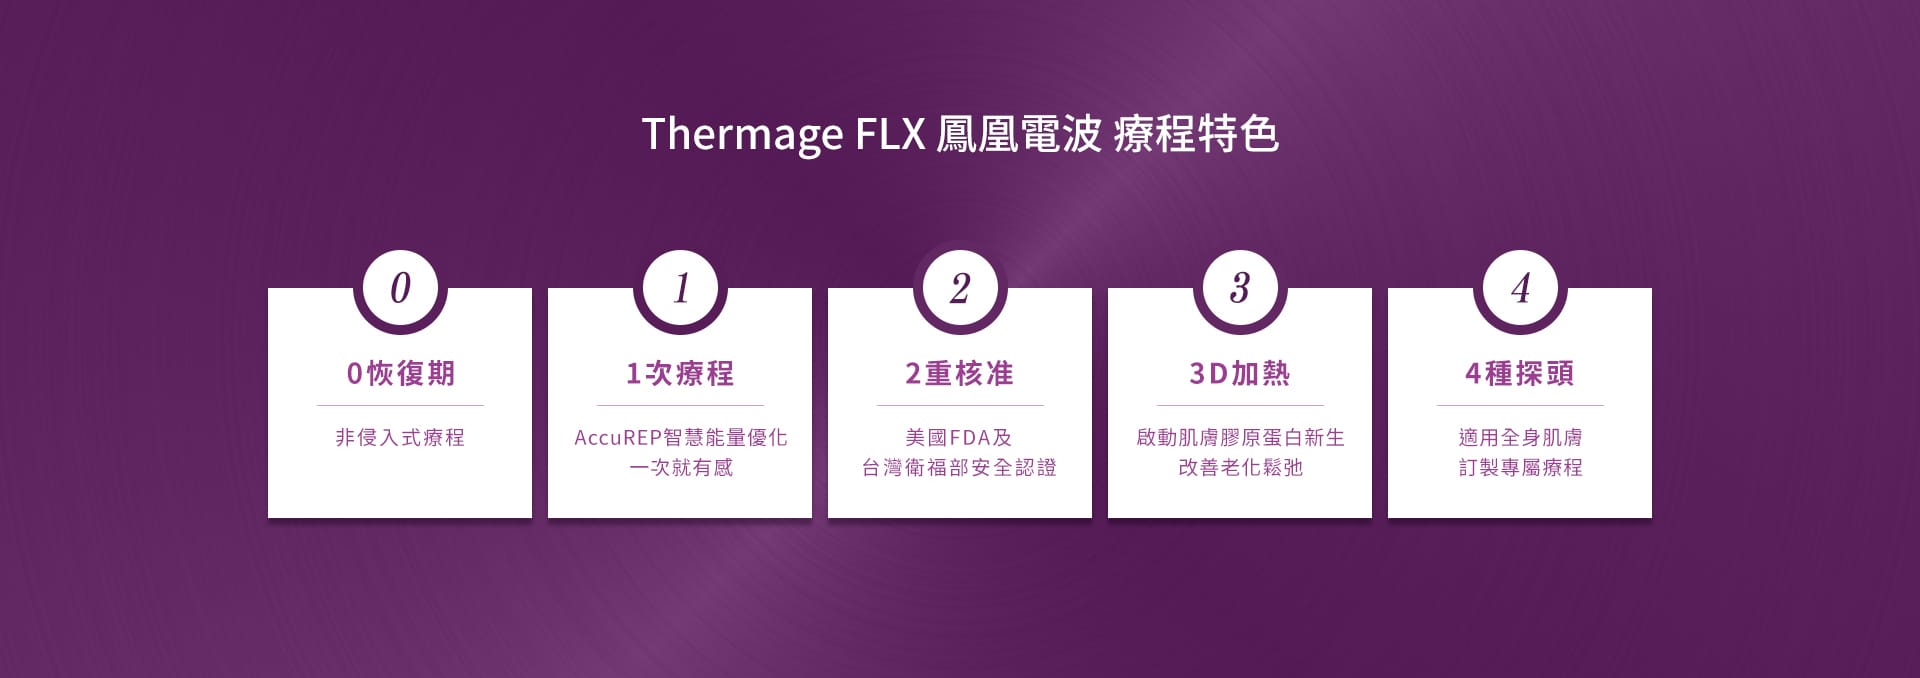 Thermage FLX 鳳凰電波 療程特色
0
0恢復期
非侵入式療程
1
1次療程
AccuREP智慧能量優化
一次就有感
2
2重核准
美國FDA及
台灣衛福部安全認證
3
3D加熱
啟動肌膚膠原蛋白新生
改善老化鬆弛
4
4種探頭
適用全身肌膚
訂製專屬療程